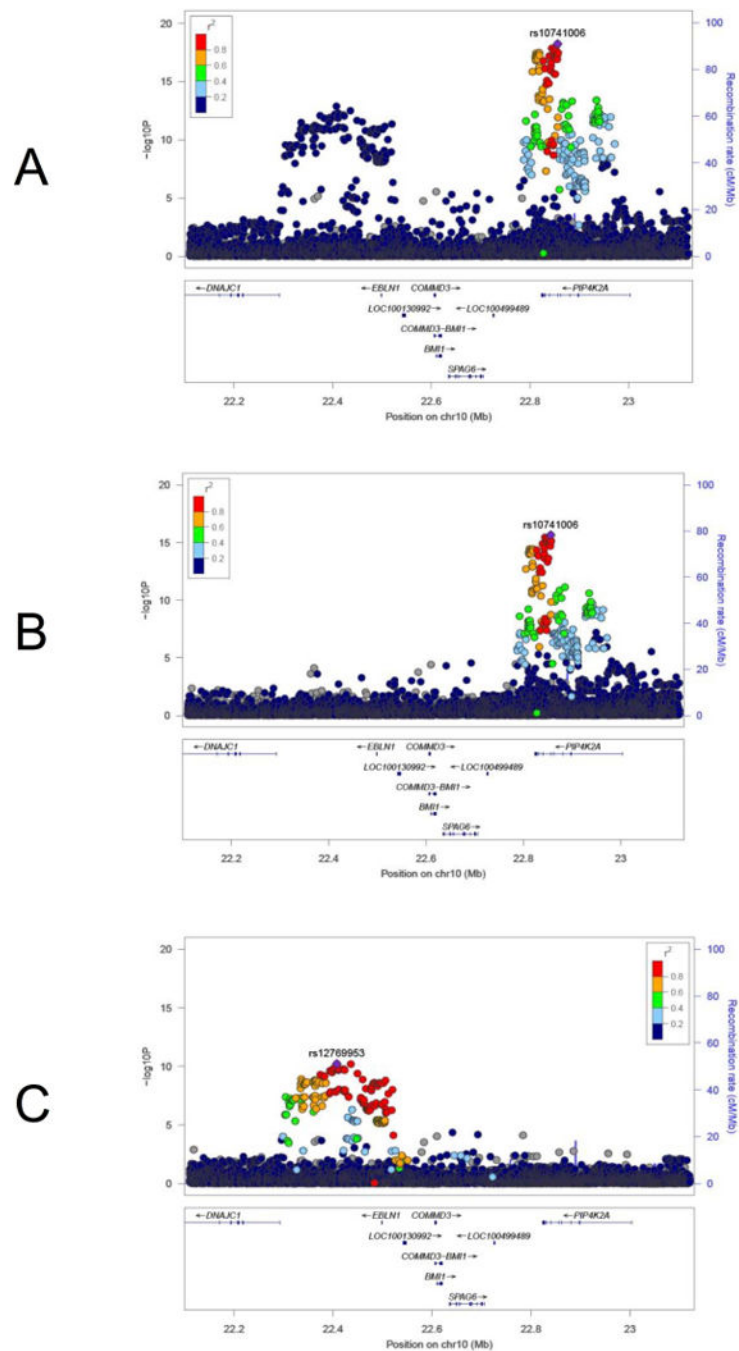 A
r²
0.8
0.6
0.4
0.2
rs10741006
20
15
10
5
0
−log10P
100
80
60
40
20
0
Recombination rate (cM/Mb)
←DNAJC1
←EBLN1
COMMD3→
←PIP4K2A
LOC100130992→
←LOC100499489
COMMD3−BMI1→
BMI1→
SPAG6→
22.2
22.4
22.6
22.8
23
Position on chr10 (Mb)
B
r²
0.8
0.6
0.4
0.2
rs10741006
20
15
10
5
0
−log10P
100
80
60
40
20
0
Recombination rate (cM/Mb)
←DNAJC1
←EBLN1
COMMD3→
←PIP4K2A
LOC100130992→
←LOC100499489
COMMD3−BMI1→
BMI1→
SPAG6→
22.2
22.4
22.6
22.8
23
Position on chr10 (Mb)
C
r²
0.8
0.6
0.4
0.2
rs12769953
20
15
10
5
0
−log10P
100
80
60
40
20
0
Recombination rate (cM/Mb)
←DNAJC1
←EBLN1
COMMD3→
←PIP4K2A
LOC100130992→
←LOC100499489
COMMD3−BMI1→
BMI1→
SPAG6→
22.2
22.4
22.6
22.8
23
Position on chr10 (Mb)